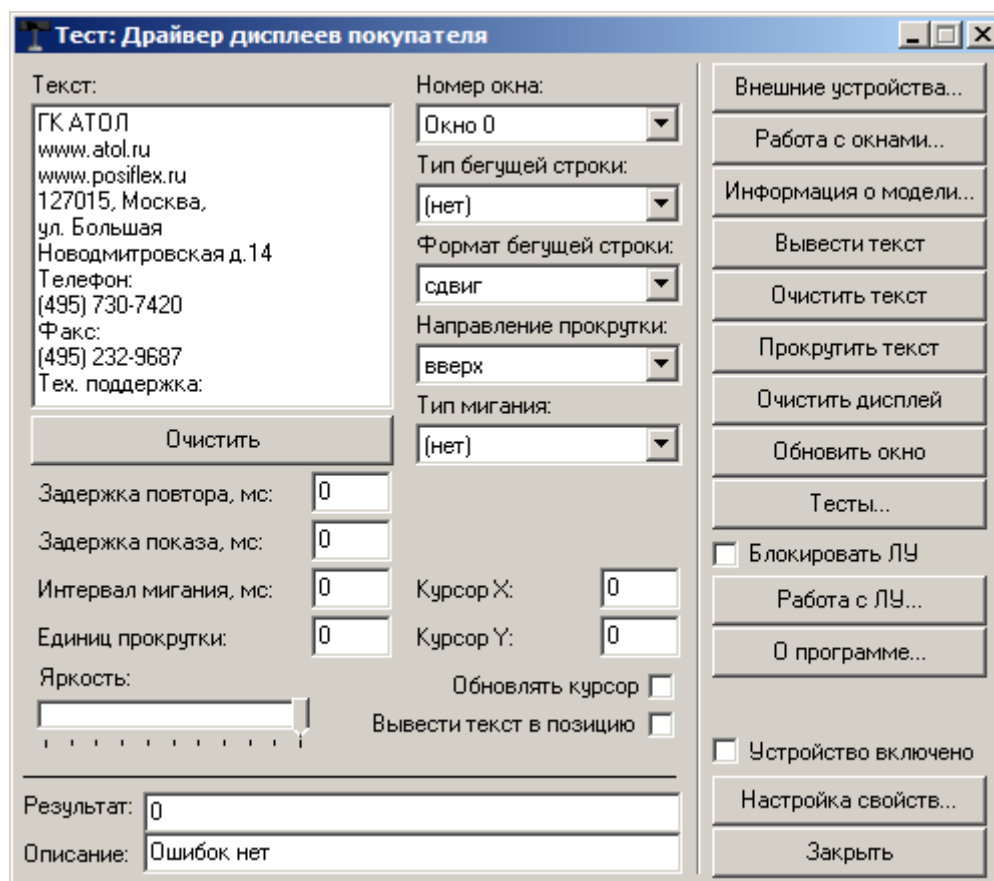 Тест: Драйвер дисплеев покупателя
Текст:
ГК АТОЛ
www.atol.ru
www.posiflex.ru
127015, Москва,
ул. Большая
Новодмитровская д.14
Телефон:
(495) 730-7420
Факс:
(495) 232-9687
Тех. поддержка:
Очистить
Номер окна:
Окно 0
Тип бегущей строки:
(нет)
Формат бегущей строки:
сдвиг
Направление прокрутки:
вверх
Тип мигания:
(нет)
Задержка повтора, мс: 0
Задержка показа, мс: 0
Интервал мигания, мс: 0
Единиц прокрутки: 0
Курсор X: 0
Курсор Y: 0
Яркость:
Обновлять курсор
Вывести текст в позицию
Результат: 0
Описание: Ошибок нет
Внешние устройства...
Работа с окнами...
Информация о модели...
Вывести текст
Очистить текст
Прокрутить текст
Очистить дисплей
Обновить окно
Тесты...
Блокировать ЛУ
Работа с ЛУ...
О программе...
Устройство включено
Настройка свойств...
Закрыть